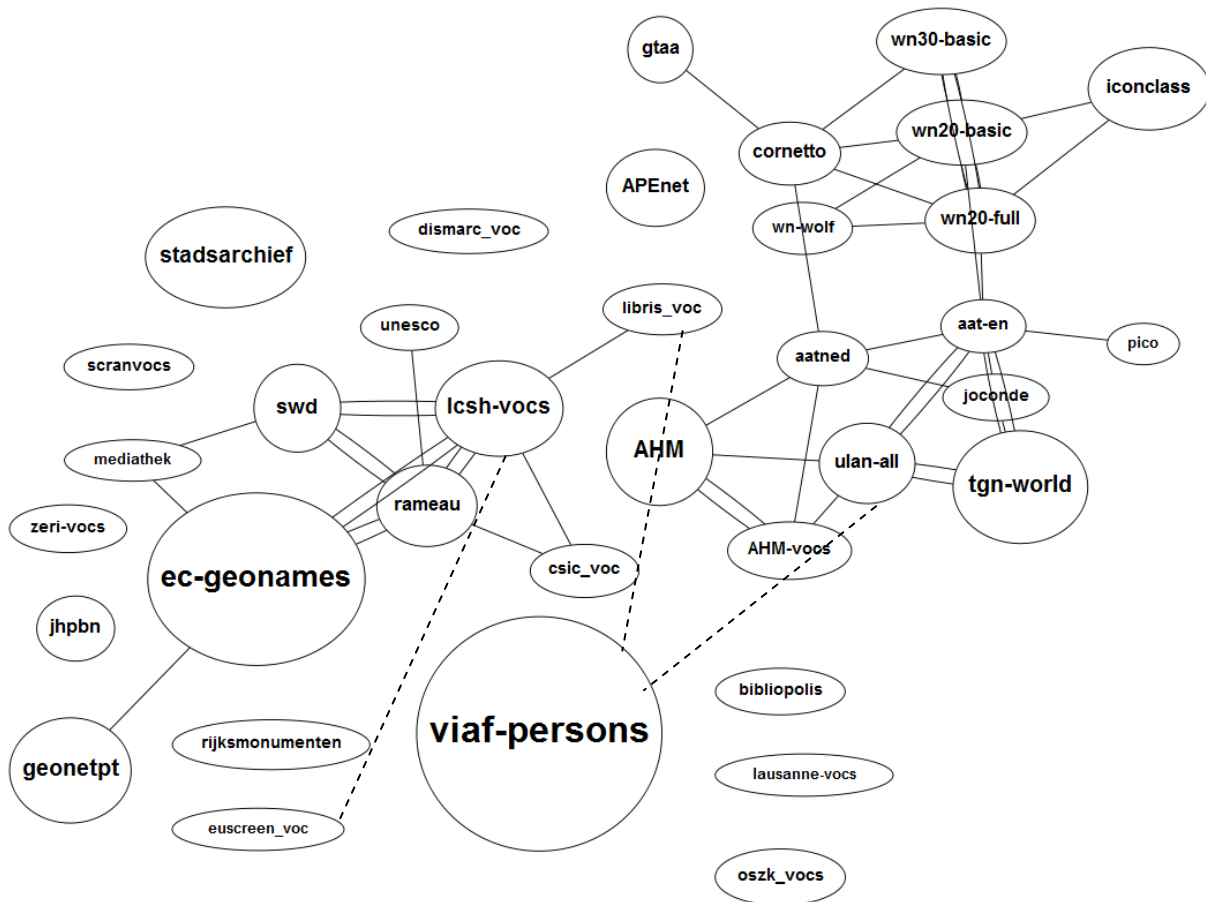 wn30-basic
gtaa
iconclass
wn20-basic
cornetto
APEnet
wn20-full
wn-wolf
dismarc_voc
stadsarchief
libris_voc
unesco
aat-en
pico
aatned
scranvocs
joconde
swd
lcsh-vocs
AHM
ulan-all
mediathek
tgn-world
rameau
zeri-vocs
AHM-vocs
csic_voc
ec-geonames
jhpbn
bibliopolis
viaf-persons
rijksmonumenten
geonetpt
lausanne-vocs
euscreen_voc
oszk_vocs